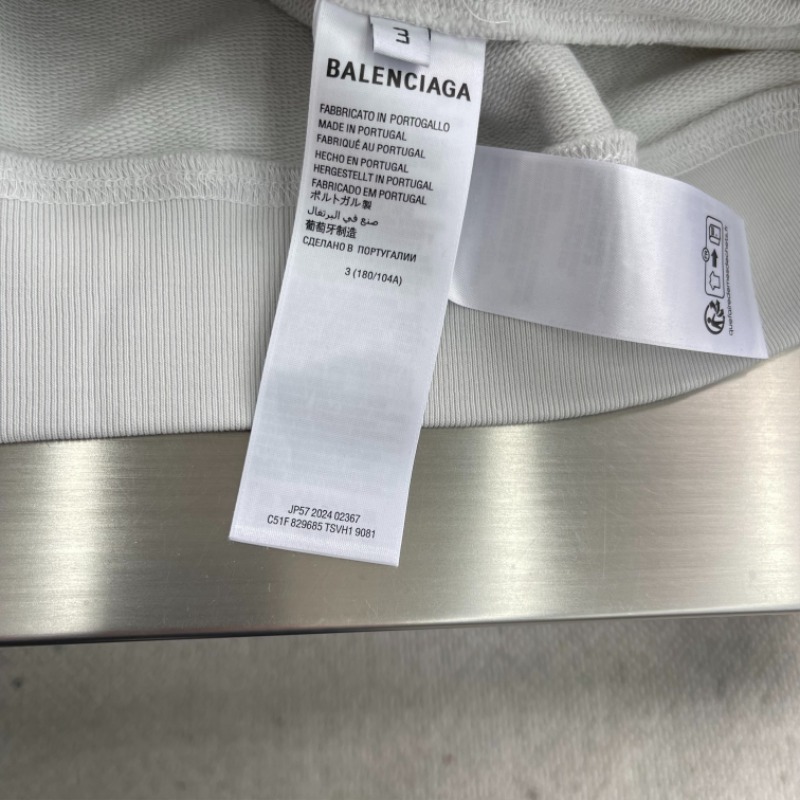 3
BALENCIAGA
FABBRICATO IN PORTOGALLO
MADE IN PORTUGAL
FABRIQUÉ AU PORTUGAL
HECHO EN PORTUGAL
HERGESTELLT IN PORTUGAL
FABRICADO EM PORTUGAL
ポルトガル製
صنع في البرتغال
葡萄牙制造
СДЕЛАНО В ПОРТУГАЛИИ
3 (180/104A)
JP57 2024 02367
C51F 829685 TSVH1 9081